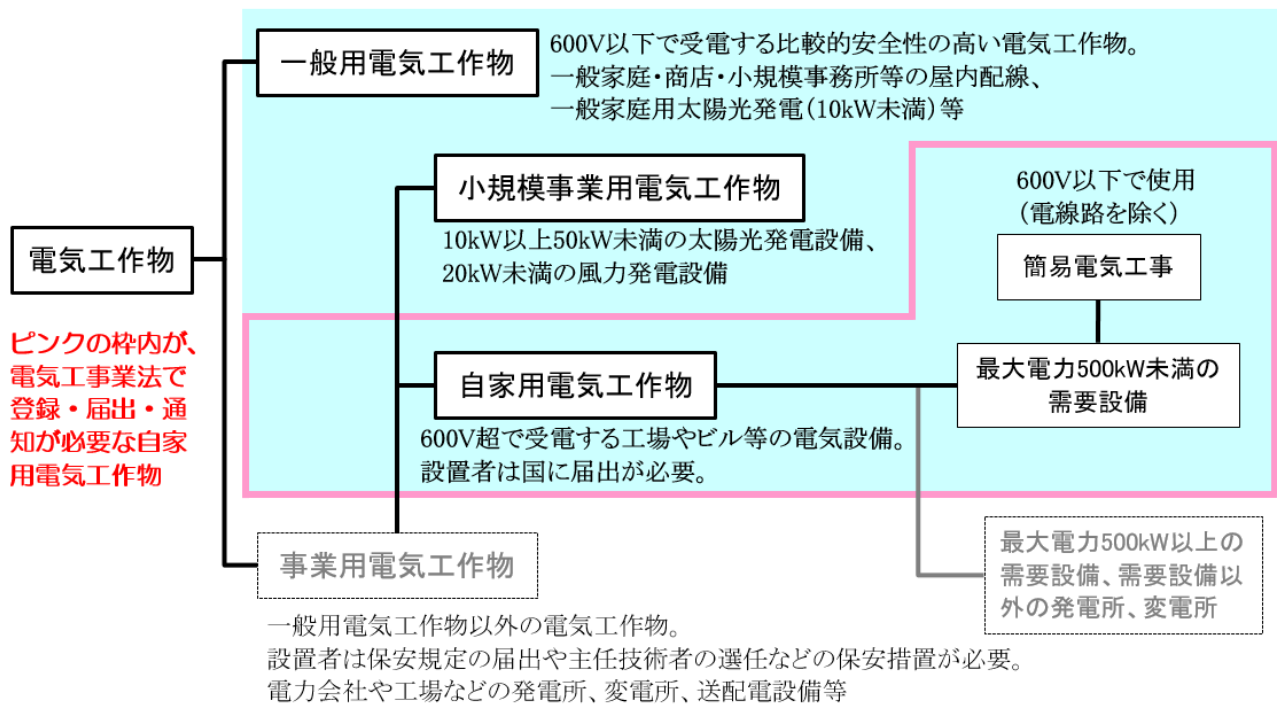 一般用電気工作物
600V以下で受電する比較的安全性の高い電気工作物。
一般家庭・商店・小規模事務所等の屋内配線、
一般家庭用太陽光発電(10kW未満)等
小規模事業用電気工作物
10kW以上50kW未満の太陽光発電設備、
20kW未満の風力発電設備
600V以下で使用
(電線路を除く)
簡易電気工事
電気工作物
ピンクの枠内が、
電気工事業法で
登録・届出・通
知が必要な自家
用電気工作物
自家用電気工作物
600V超で受電する工場やビル等の電気設備。
設置者は国に届出が必要。
最大電力500kW未満の
需要設備
事業用電気工作物
一般用電気工作物以外の電気工作物。
設置者は保安規定の届出や主任技術者の選任などの保安措置が必要。
電力会社や工場などの発電所、変電所、送配電設備等
最大電力500kW以上の
需要設備、需要設備以
外の発電所、変電所